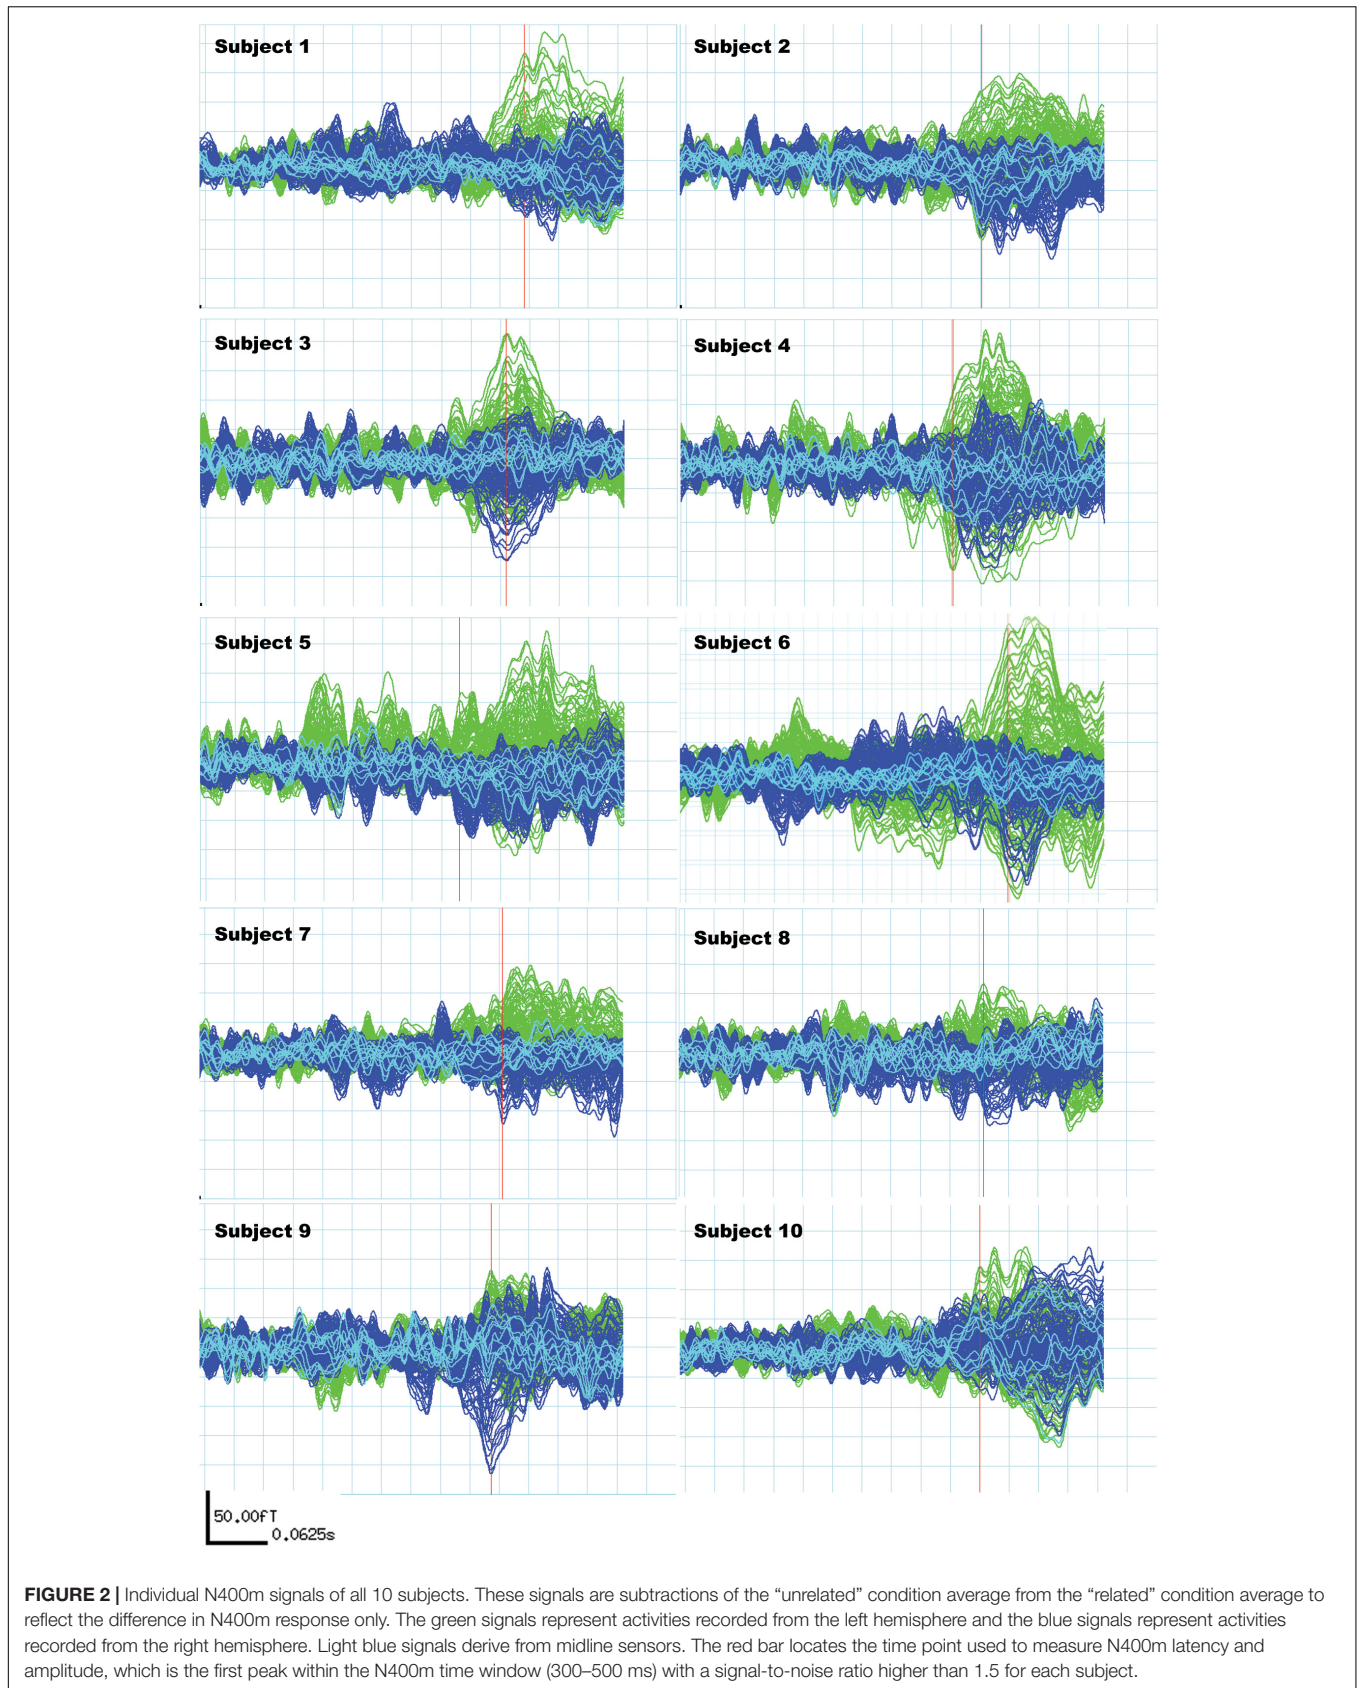 Subject 1
Subject 2
Subject 3
Subject 4
Subject 5
Subject 6
Subject 7
Subject 8
Subject 9
Subject 10
50.00fT
0.0625s
FIGURE 2 | Individual N400m signals of all 10 subjects. These signals are subtractions of the “unrelated” condition average from the “related” condition average to
reflect the difference in N400m response only. The green signals represent activities recorded from the left hemisphere and the blue signals represent activities
recorded from the right hemisphere. Light blue signals derive from midline sensors. The red bar locates the time point used to measure N400m latency and
amplitude, which is the first peak within the N400m time window (300–500 ms) with a signal-to-noise ratio higher than 1.5 for each subject.